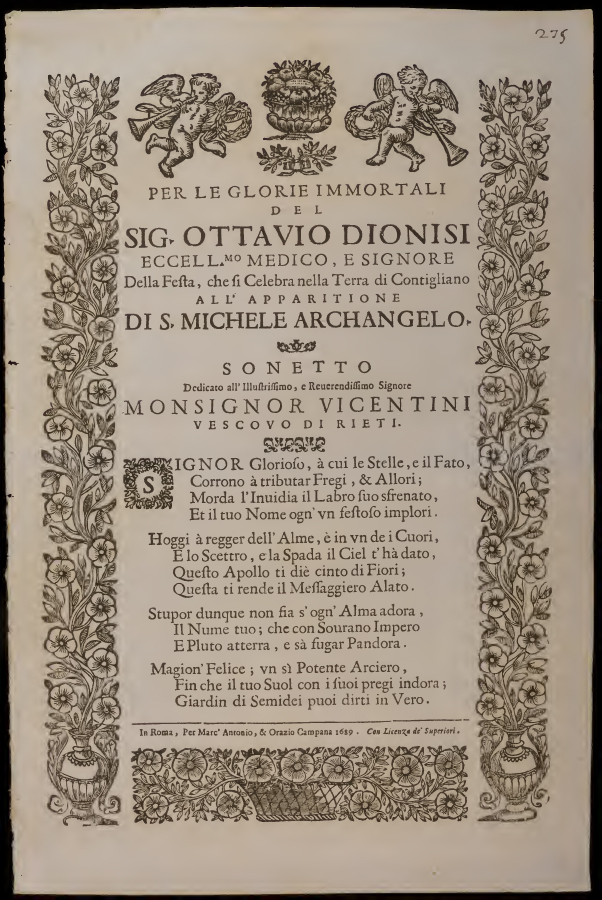 275
PER LE GLORIE IMMORTALI
DEL
SIG. OTTAVIO DIONISI
ECCELL.MO MEDICO, E SIGNORE
Della Feſta, che ſi Celebra nella Terra di Contigliano
ALL' APPARITIONE
DI S. MICHELE ARCHANGELO.
SONETTO
Dedicato all' Illuſtriſſimo, e Reuerendiſſimo Signore
MONSIGNOR VICENTINI
VESCOVO DI RIETI.
SIGNOR Glorioſo, à cui le Stelle, e il Fato,
Corrono à tributar Fregi, & Allori;
Morda l'Inuidia il Labro ſuo sfrenato,
Et il tuo Nome ogn' vn feſtoſo implori.
Hoggi à regger dell' Alme, è in vn de i Cuori,
E lo Scettro, e la Spada il Ciel t' hà dato,
Queſto Apollo ti diè cinto di Fiori;
Queſta ti rende il Meſſaggiero Alato.
Stupor dunque non fia s' ogn' Alma adora,
Il Nume tuo; che con Sourano Impero
E Pluto atterra, e sà fugar Pandora.
Magion' Felice; vn sì Potente Arciero,
Fin che il tuo Suol con i ſuoi pregi indora;
Giardin di Semidei puoi dirti in Vero.
In Roma, Per Marc' Antonio, & Orazio Campana 1689. Con Licenza de' Superiori.